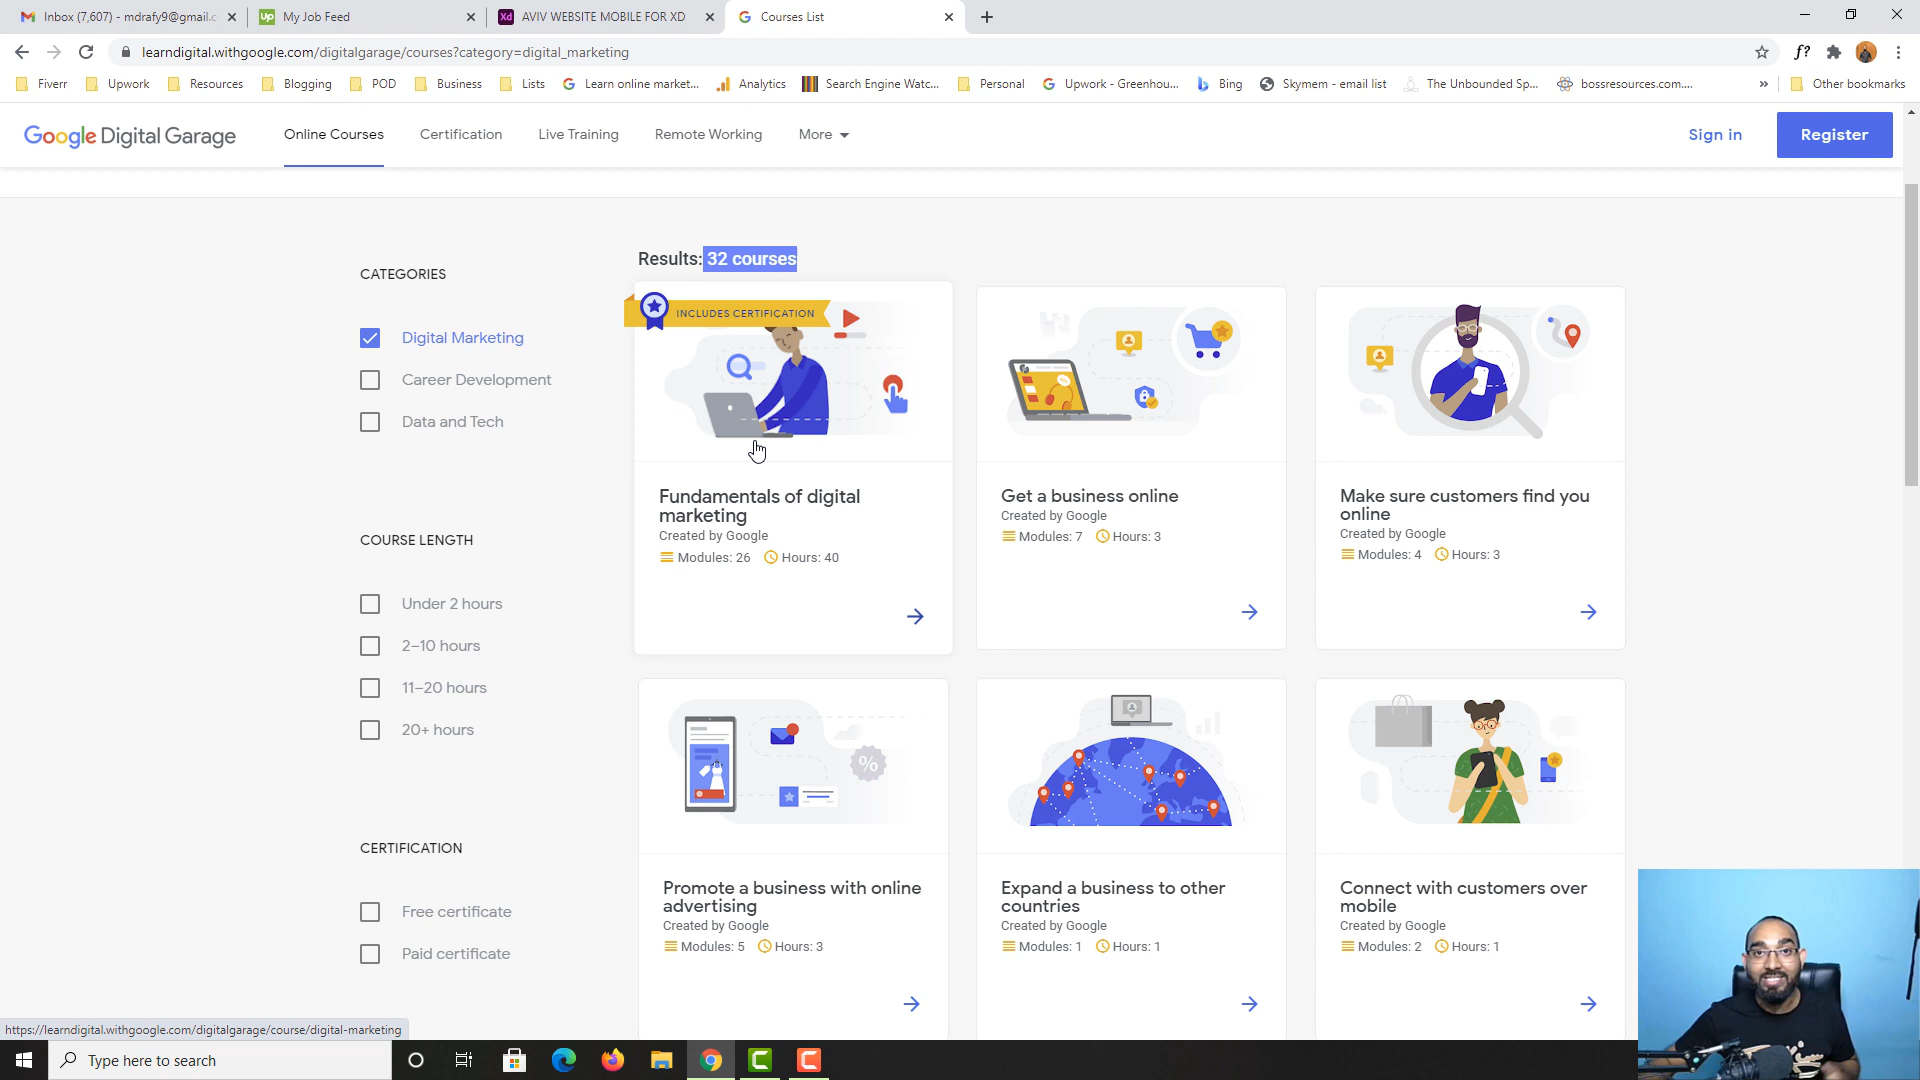 Inbox (7,607) - mdrafy9@gmail.c
My Job Feed
AVIV WEBSITE MOBILE FOR XD
Courses List
learndigital.withgoogle.com/digitalgarage/courses?category=digital_marketing
Fiverr
Upwork
Resources
Blogging
POD
Business
Lists
Learn online market...
Analytics
Search Engine Watc...
Personal
Upwork - Greenhou...
Bing
Skymem - email list
The Unbounded Sp...
bossresources.com....
»
Other bookmarks
Google Digital Garage
Online Courses
Certification
Live Training
Remote Working
More
Sign in
Register
Results: 32 courses
CATEGORIES
Digital Marketing
Career Development
Data and Tech
COURSE LENGTH
Under 2 hours
2–10 hours
11–20 hours
20+ hours
CERTIFICATION
Free certificate
Paid certificate
INCLUDES CERTIFICATION
Fundamentals of digital
marketing
Created by Google
Modules: 26 Hours: 40
Get a business online
Created by Google
Modules: 7 Hours: 3
Make sure customers find you
online
Created by Google
Modules: 4 Hours: 3
%
Promote a business with online
advertising
Created by Google
Modules: 5 Hours: 3
Expand a business to other
countries
Created by Google
Modules: 1 Hours: 1
Connect with customers over
mobile
Created by Google
Modules: 2 Hours: 1
https://learndigital.withgoogle.com/digitalgarage/course/digital-marketing
Type here to search